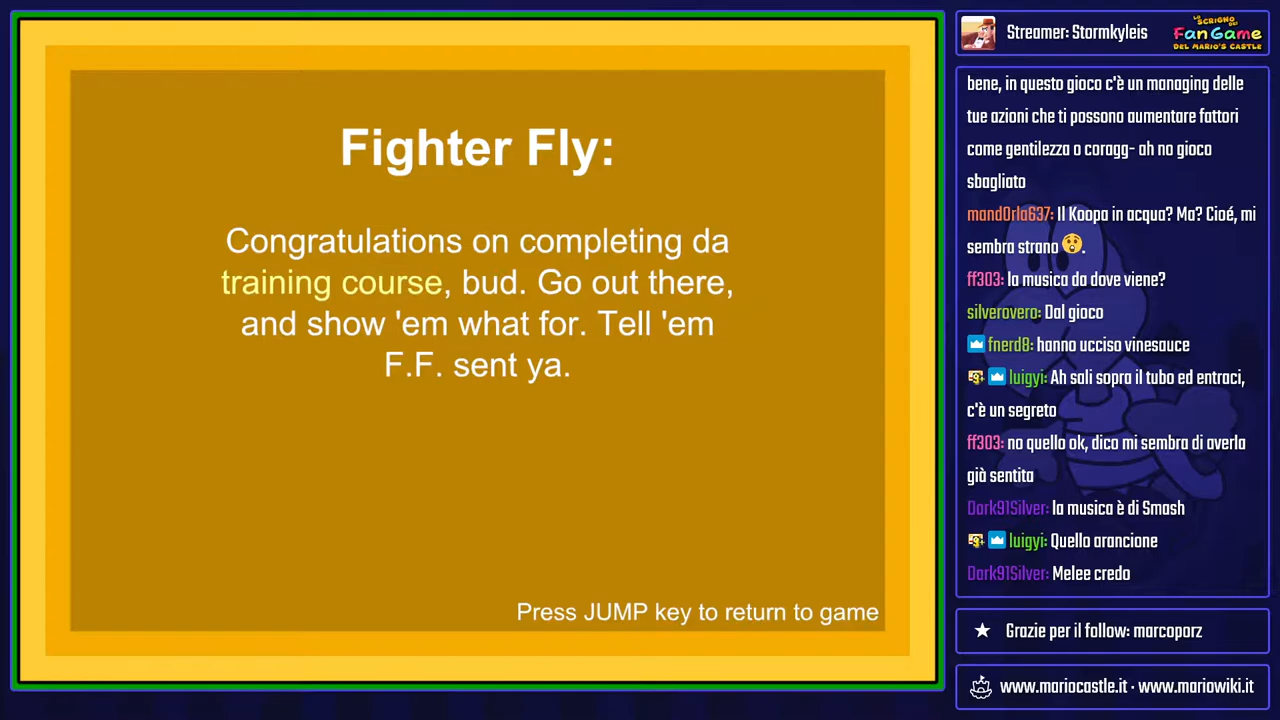 Fighter Fly:
Congratulations on completing da
training course, bud. Go out there,
and show 'em what for. Tell 'em
F.F. sent ya.
Press JUMP key to return to game
Streamer: Stormkyleis
LO SCRIGNO DEI
FanGame
DEL MARIO'S CASTLE
bene, in questo gioco c'è un managing delle
tue azioni che ti possono aumentare fattori
come gentilezza o coragg- ah no gioco
sbagliato
mand0rla637: Il Koopa in acqua? Ma? Cioé, mi
sembra strano 😲.
ff303: la musica da dove viene?
silverovero: Dal gioco
fnerd8: hanno ucciso vinesauce
luigyi: Ah sali sopra il tubo ed entraci,
c'è un segreto
ff303: no quello ok, dico mi sembra di averla
già sentita
Dark91Silver: la musica è di Smash
luigyi: Quello arancione
Dark91Silver: Melee credo
Grazie per il follow: marcoporz
www.mariocastle.it · www.mariowiki.it